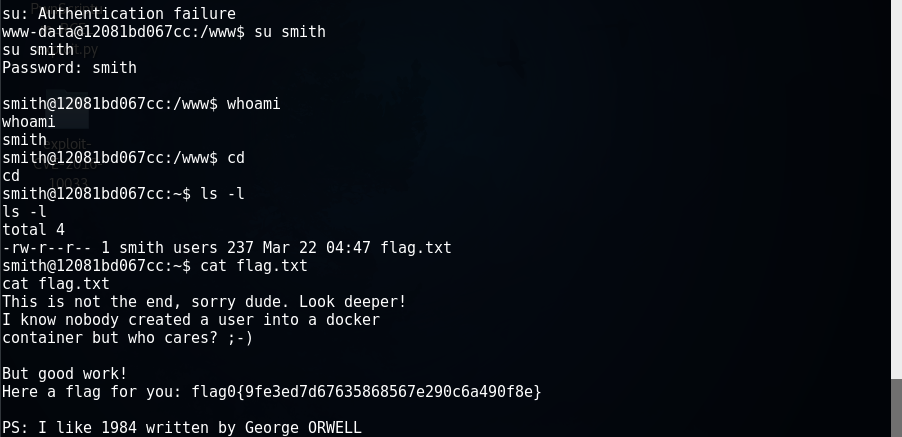 su: Authentication failure
www-data@12081bd067cc:/www$ su smith
su smith
Password: smith

smith@12081bd067cc:/www$ whoami
whoami
smith
smith@12081bd067cc:/www$ cd
cd
smith@12081bd067cc:~$ ls -l
ls -l
total 4
-rw-r--r-- 1 smith users 237 Mar 22 04:47 flag.txt
smith@12081bd067cc:~$ cat flag.txt
cat flag.txt
This is not the end, sorry dude. Look deeper!
I know nobody created a user into a docker
container but who cares? ;-)

But good work!
Here a flag for you: flag0{9fe3ed7d67635868567e290c6a490f8e}

PS: I like 1984 written by George ORWELL